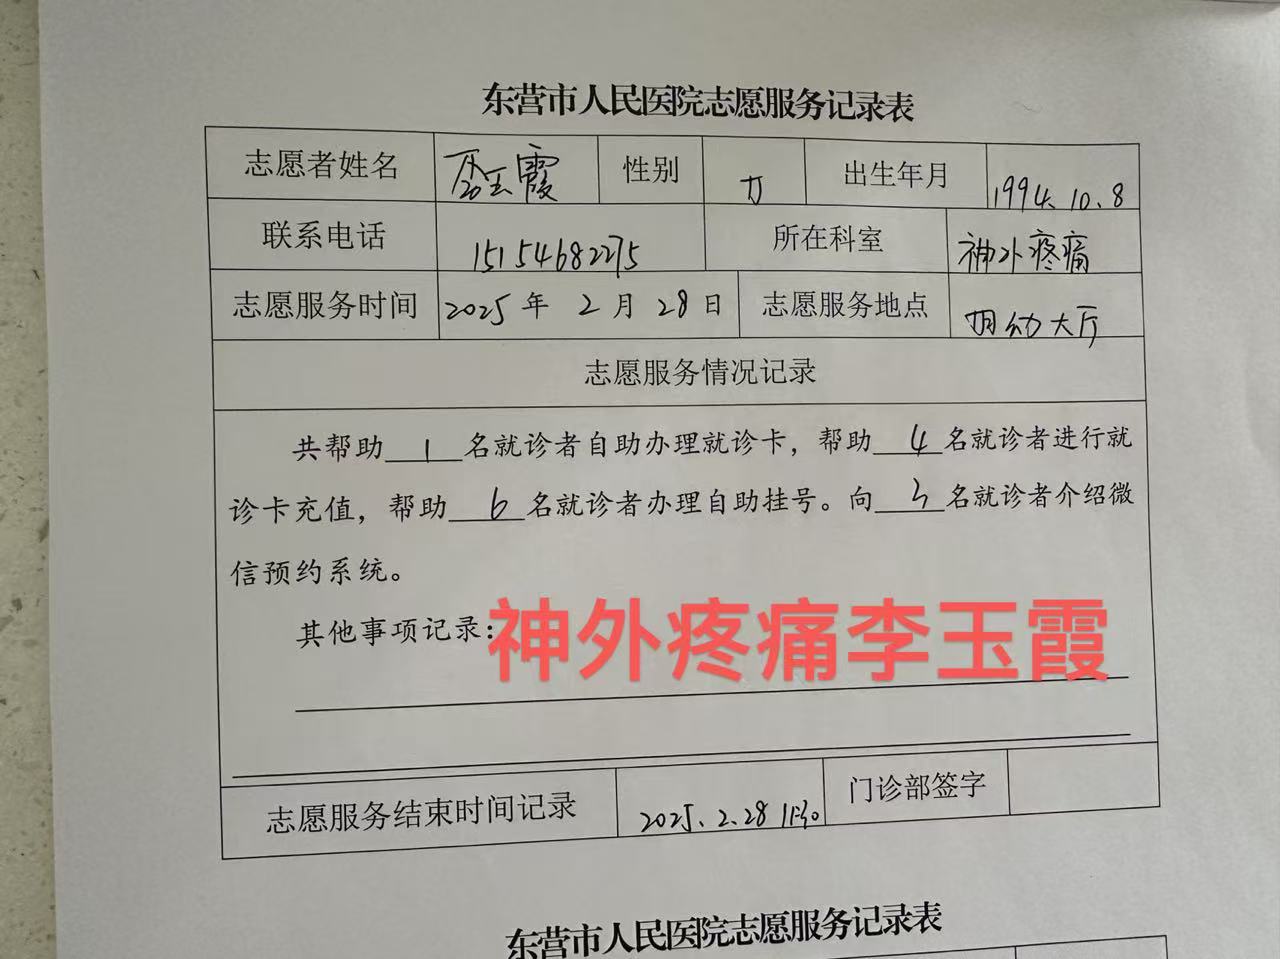 东营市人民医院志愿服务记录表
志愿者姓名 玉霞 性别 女 出生年月 1994.10.8
联系电话 15154682275 所在科室 神外疼痛
志愿服务时间 2025年2月28日 志愿服务地点 妇幼大厅
志愿服务情况记录
共帮助 1 名就诊者自助办理就诊卡，帮助 4 名就诊者进行就
诊卡充值，帮助 6 名就诊者办理自助挂号。向 3 名就诊者介绍微
信预约系统。
其他事项记录：
神外疼痛李玉霞
志愿服务结束时间记录 2025.2.28 门诊部签字
东营市人民医院志愿服务记录表